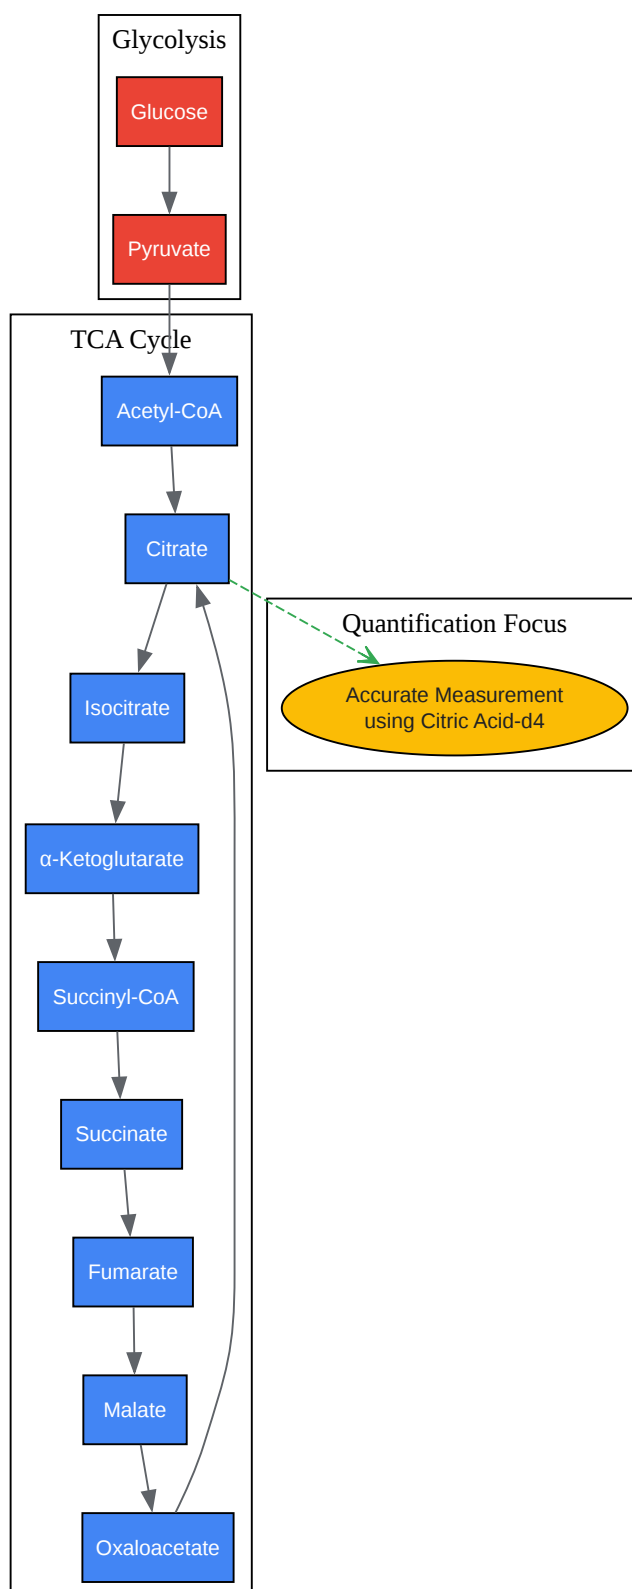 Glycolysis
Glucose
Pyruvate
TCA Cycle
Acetyl-CoA
Citrate
Quantification Focus
Accurate Measurement
using Citric Acid-d4
Isocitrate
α-Ketoglutarate
Succinyl-CoA
Succinate
Fumarate
Malate
Oxaloacetate